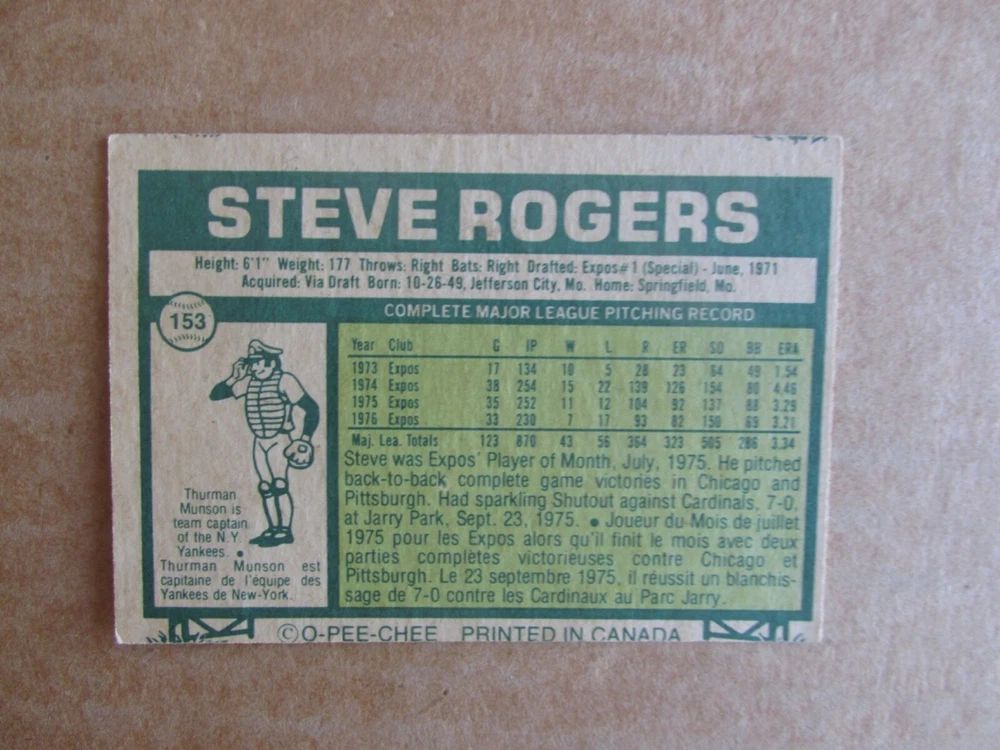 STEVE ROGERS
Height: 6'1" Weight: 177 Throws: Right Bats: Right Drafted: Expos#1 (Special) - June, 1971
Acquired: Via Draft Born: 10-26-49, Jefferson City, Mo. Home: Springfield, Mo.
153
COMPLETE MAJOR LEAGUE PITCHING RECORD
Year Club G IP W L R ER SO BB ERA
1973 Expos 17 134 10 5 28 23 64 49 1.54
1974 Expos 38 254 15 22 139 126 154 80 4.46
1975 Expos 35 252 11 12 104 92 137 88 3.29
1976 Expos 33 230 7 17 93 82 150 69 3.21
Maj. Lea. Totals 123 870 43 56 364 323 505 286 3.34
Steve was Expos' Player of Month, July, 1975. He pitched
back-to-back complete game victories in Chicago and
Pittsburgh. Had sparkling Shutout against Cardinals, 7-0,
at Jarry Park, Sept. 23, 1975. • Joueur du Mois de juillet
1975 pour les Expos alors qu'il finit le mois avec deux
parties complètes victorieuses contre Chicago et
Pittsburgh. Le 23 septembre 1975, il réussit un blanchis-
sage de 7-0 contre les Cardinaux au Parc Jarry.
Thurman
Munson is
team captain
of the N.Y.
Yankees. •
Thurman Munson est
capitaine de l'équipe des
Yankees de New-York.
©O-PEE-CHEE PRINTED IN CANADA